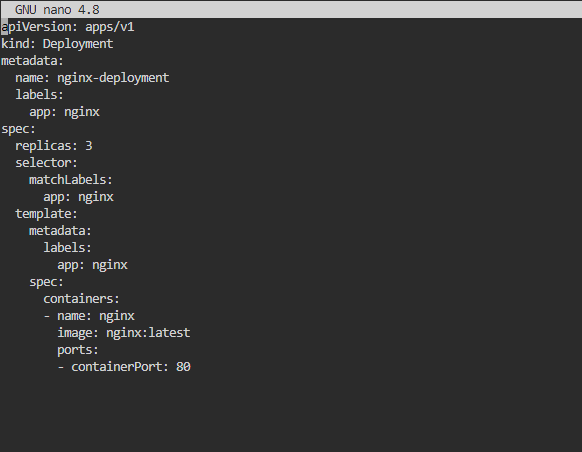 GNU nano 4.8
apiVersion: apps/v1
kind: Deployment
metadata:
  name: nginx-deployment
  labels:
    app: nginx
spec:
  replicas: 3
  selector:
    matchLabels:
      app: nginx
  template:
    metadata:
      labels:
        app: nginx
    spec:
      containers:
      - name: nginx
        image: nginx:latest
        ports:
        - containerPort: 80